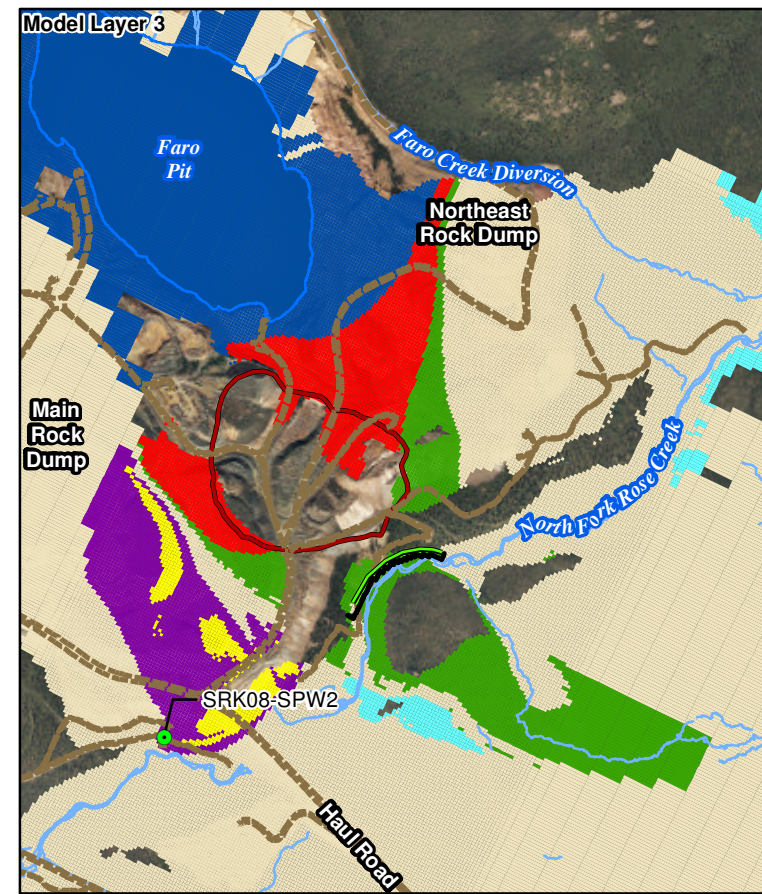 Model Layer 3
Faro
Pit
Faro Creek Diversion
Northeast
Rock Dump
Main
Rock
Dump
North Fork Rose Creek
SRK08-SPW2
Haul Road